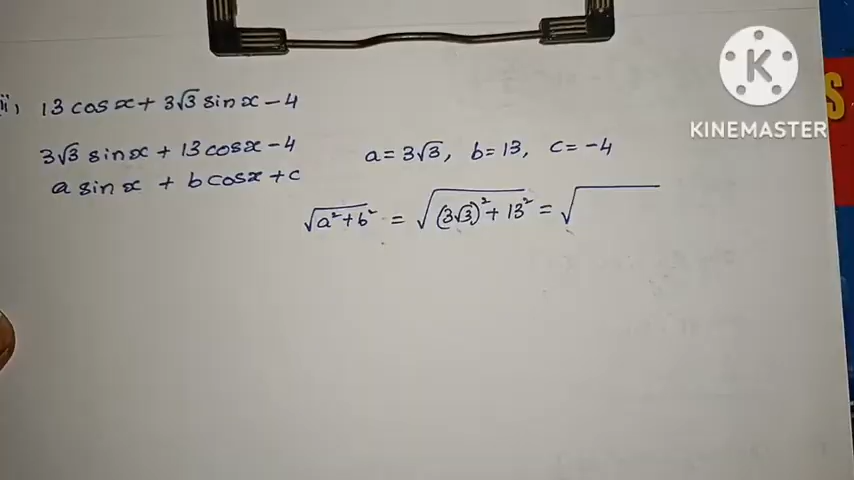 ii, 13 cos x + 3√3 sin x - 4
3√3 sin x + 13 cos x - 4
a = 3√3, b = 13, c = -4
a sin x + b cos x + c
√a² + b² = √(3√3)² + 13² = √
K
KINEMASTER
S